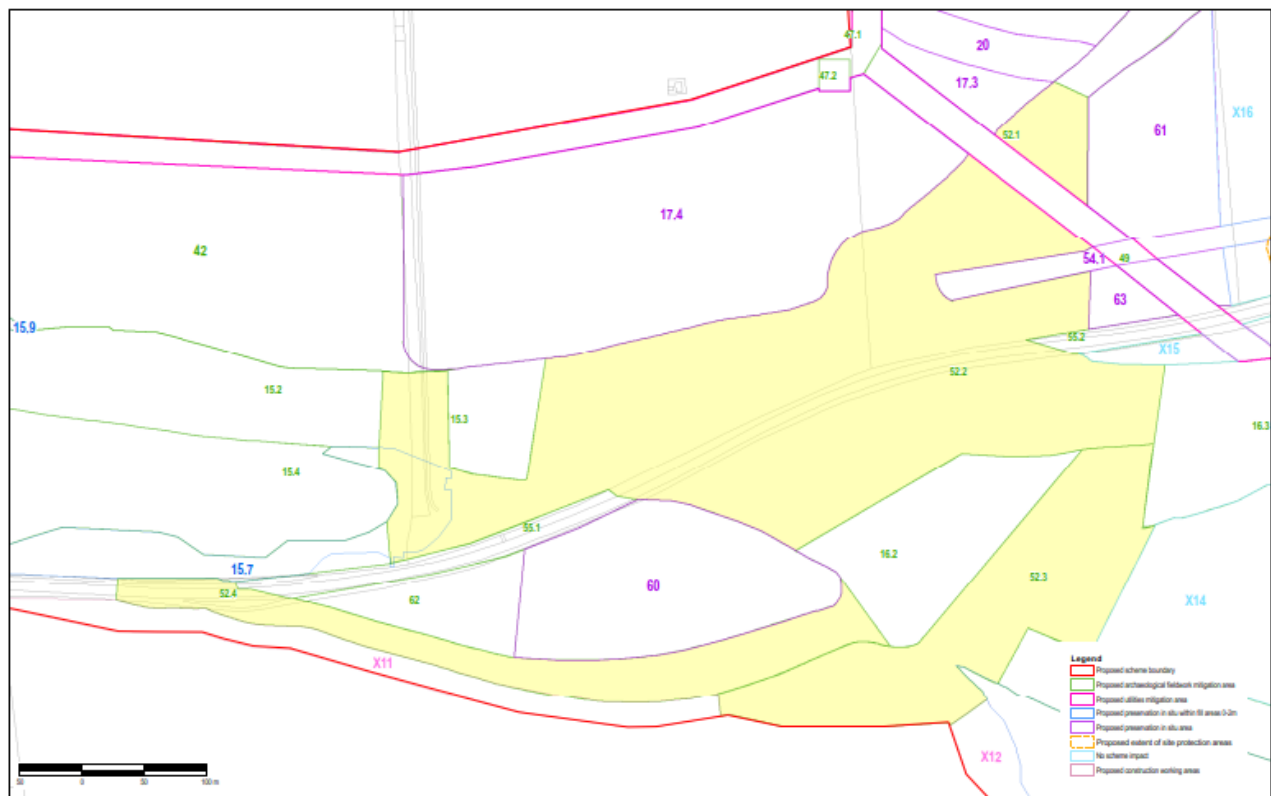 47.1
20
47.2
17.3
52.1
61
X16
17.4
42
54.1
49
63
15.9
55.2
X15
52.2
15.2
15.3
16.3
15.4
55.1
16.2
15.7
52.3
60
52.4
62
X14
X11
X12
Legend
Proposed scheme boundary
Proposed archaeological fieldwork mitigation area
Proposed utilities mitigation area
Proposed preservation in situ within fill areas 0-2m
Proposed preservation in situ area
Proposed extent of site protection areas
No scheme impact
Proposed construction working areas
50 0 50 100 m